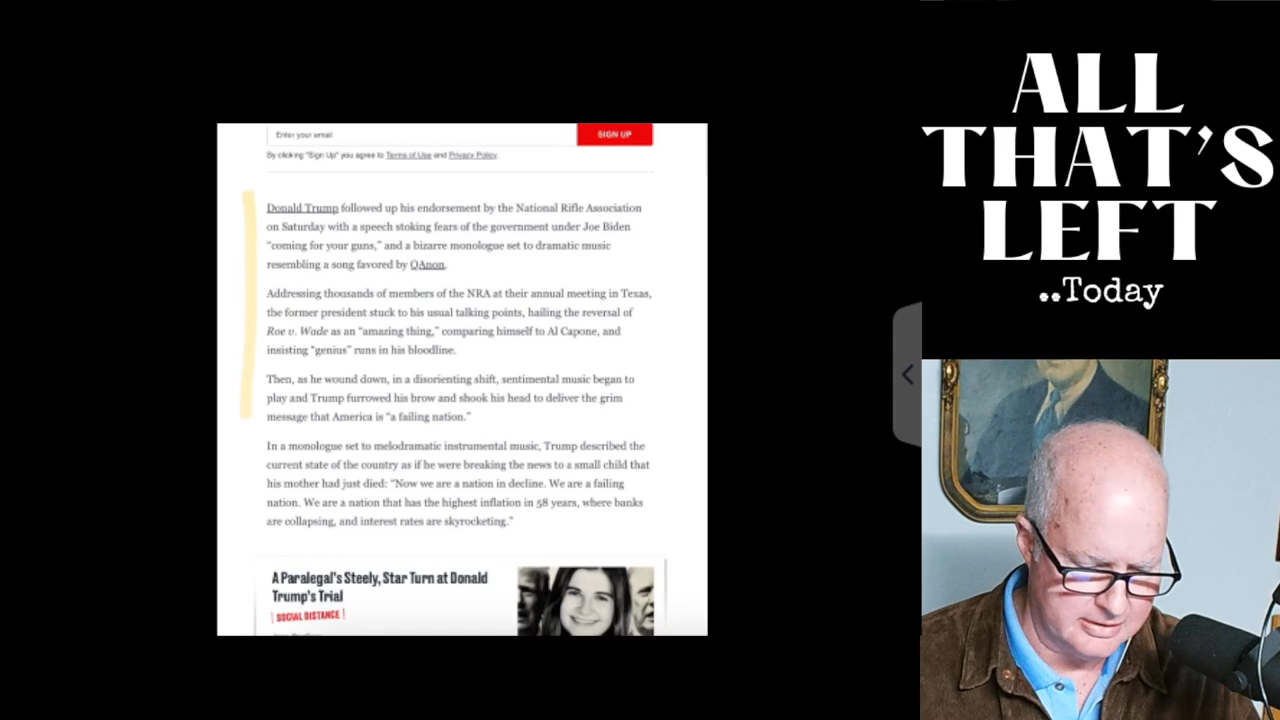 Enter your email
SIGN UP
By clicking "Sign Up" you agree to Terms of Use and Privacy Policy.
Donald Trump followed up his endorsement by the National Rifle Association
on Saturday with a speech stoking fears of the government under Joe Biden
“coming for your guns,” and a bizarre monologue set to dramatic music
resembling a song favored by QAnon.
Addressing thousands of members of the NRA at their annual meeting in Texas,
the former president stuck to his usual talking points, hailing the reversal of
Roe v. Wade as an “amazing thing,” comparing himself to Al Capone, and
insisting “genius” runs in his bloodline.
Then, as he wound down, in a disorienting shift, sentimental music began to
play and Trump furrowed his brow and shook his head to deliver the grim
message that America is “a failing nation.”
In a monologue set to melodramatic instrumental music, Trump described the
current state of the country as if he were breaking the news to a small child that
his mother had just died: “Now we are a nation in decline. We are a failing
nation. We are a nation that has the highest inflation in 58 years, where banks
are collapsing, and interest rates are skyrocketing.”
A Paralegal's Steely, Star Turn at Donald
Trump's Trial
SOCIAL DISTANCE
ALL
THAT'S
LEFT
..Today